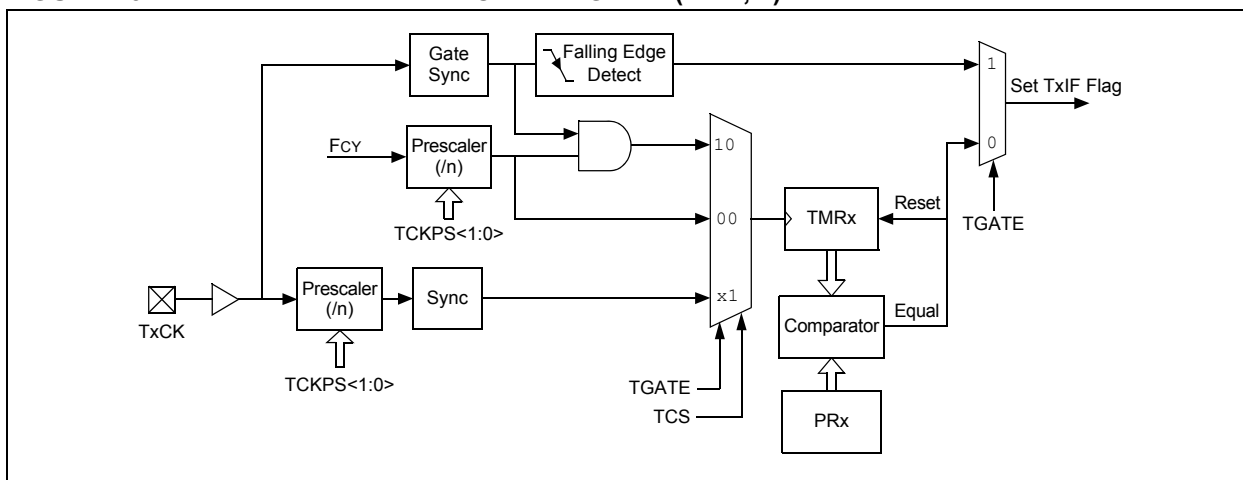 Gate
Sync
Falling Edge
Detect
1
Set TxIF Flag
0
FCY
Prescaler
(/n)
10
TCKPS<1:0>
00
TMRx
Reset
TGATE
TxCK
Prescaler
(/n)
Sync
x1
Comparator
Equal
TCKPS<1:0>
TGATE
TCS
PRx